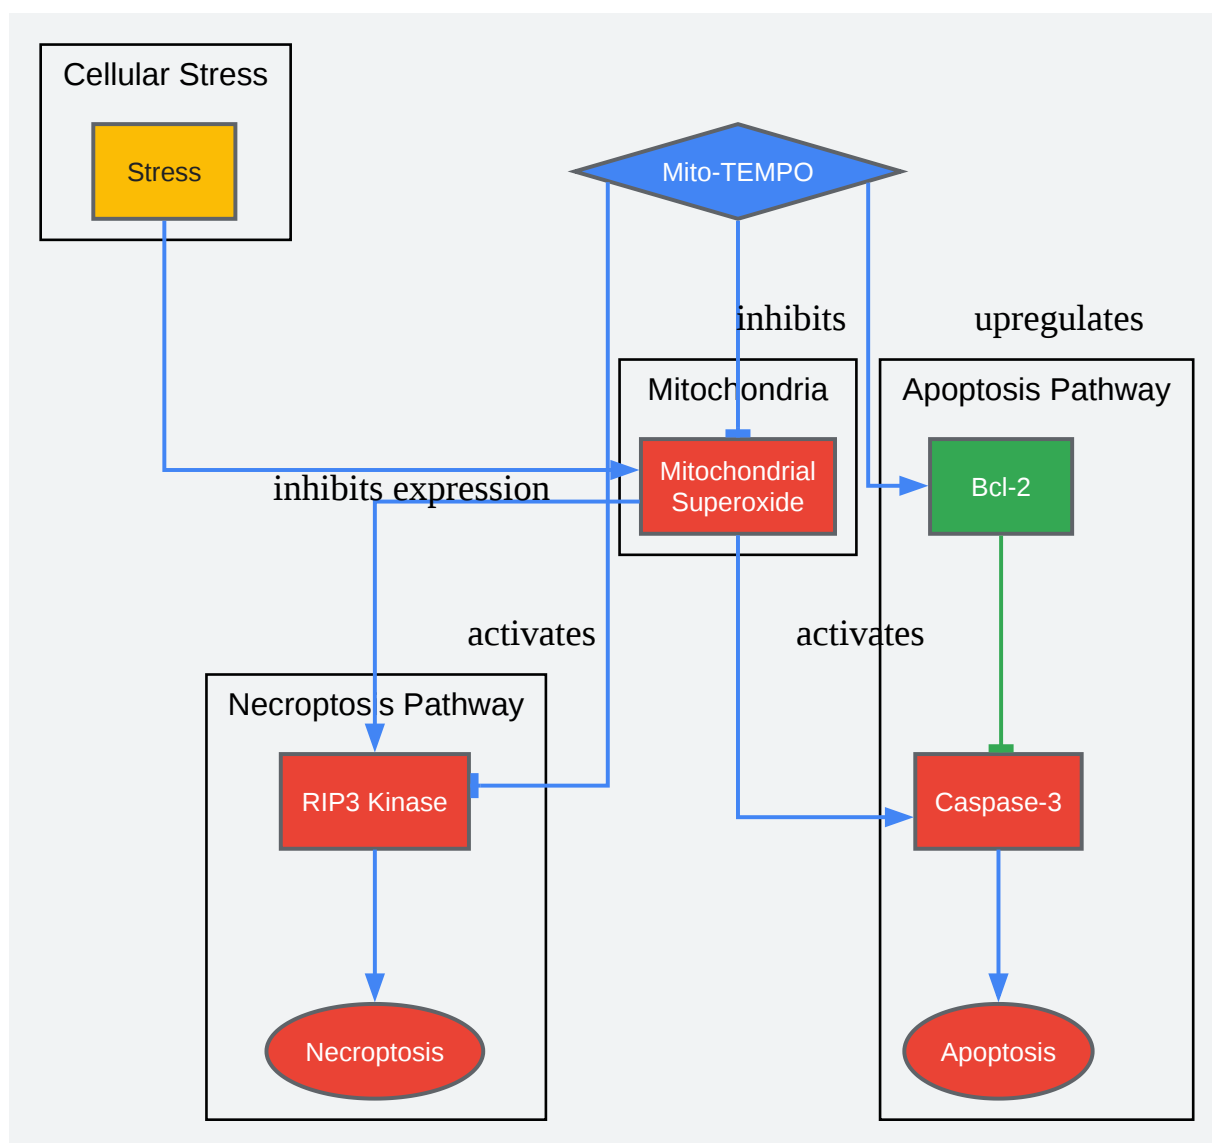 Cellular Stress
Stress
Mito-TEMPO
inhibits
upregulates
Mitochondria
Apoptosis Pathway
Mitochondrial
Superoxide
Bcl-2
inhibits expression
activates
activates
Necroptosis Pathway
RIP3 Kinase
Caspase-3
Necroptosis
Apoptosis